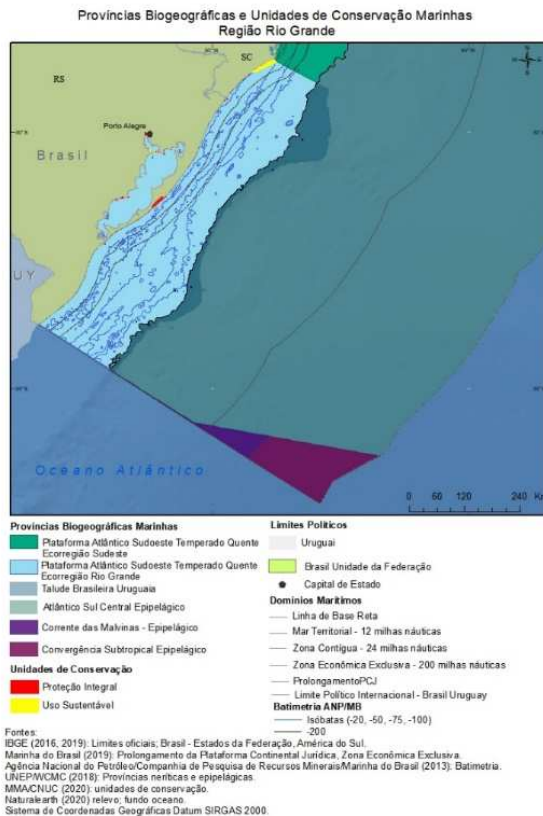 Províncias Biogeográficas e Unidades de Conservação Marinhas
Região Rio Grande
SC
RS
Porto Alegre
Brasil
UY
Oceano Atlântico
0 60 120 240 Km
Províncias Biogeográficas Marinhas
Plataforma Atlântico Sudoeste Temperado Quente
Ecorregião Sudeste
Plataforma Atlântico Sudoeste Temperado Quente
Ecorregião Rio Grande
Talude Brasileira Uruguaia
Atlântico Sul Central Epipelágico
Corrente das Malvinas - Epipelágico
Convergência Subtropical Epipelágico
Unidades de Conservação
Proteção Integral
Uso Sustentável
Limites Políticos
Uruguai
Brasil Unidade da Federação
Capital de Estado
Domínios Marítimos
Linha de Base Reta
Mar Territorial - 12 milhas náuticas
Zona Contígua - 24 milhas náuticas
Zona Econômica Exclusiva - 200 milhas náuticas
ProlongamentoPCJ
Limite Político Internacional - Brasil Uruguay
Batimetria ANP/MB
Isóbatas (-20, -50, -75, -100)
-200
Fontes:
IBGE (2016, 2019): Limites oficiais; Brasil - Estados da Federação, América do Sul.
Marinha do Brasil (2019): Prolongamento da Plataforma Continental Jurídica, Zona Econômica Exclusiva.
Agência Nacional do Petróleo/Companhia de Pesquisa de Recursos Minerais/Marinha do Brasil (2013): Batimetria.
UNEP/WCMC (2018): Províncias neríticas e epipelágicas.
MMA/CNUC (2020): unidades de conservação.
Naturalearth (2020) relevo; fundo oceano.
Sistema de Coordenadas Geográficas Datum SIRGAS 2000.